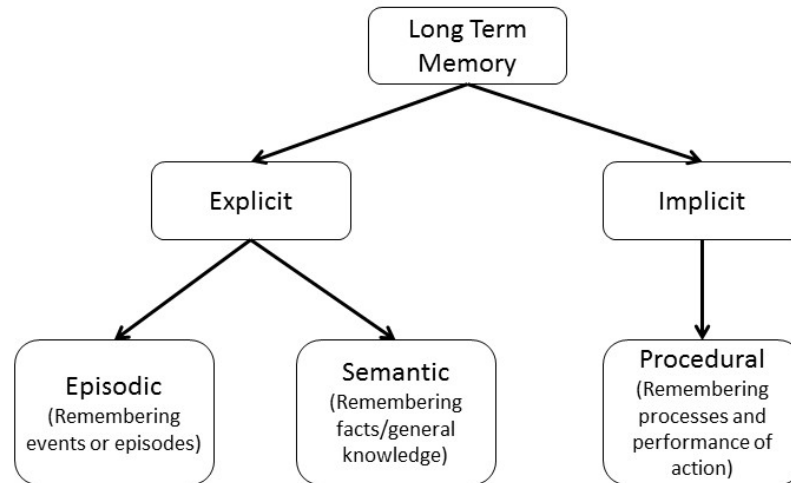 Long Term
Memory
Explicit
Implicit
Episodic
(Remembering
events or episodes)
Semantic
(Remembering
facts/general
knowledge)
Procedural
(Remembering
processes and
performance of
action)